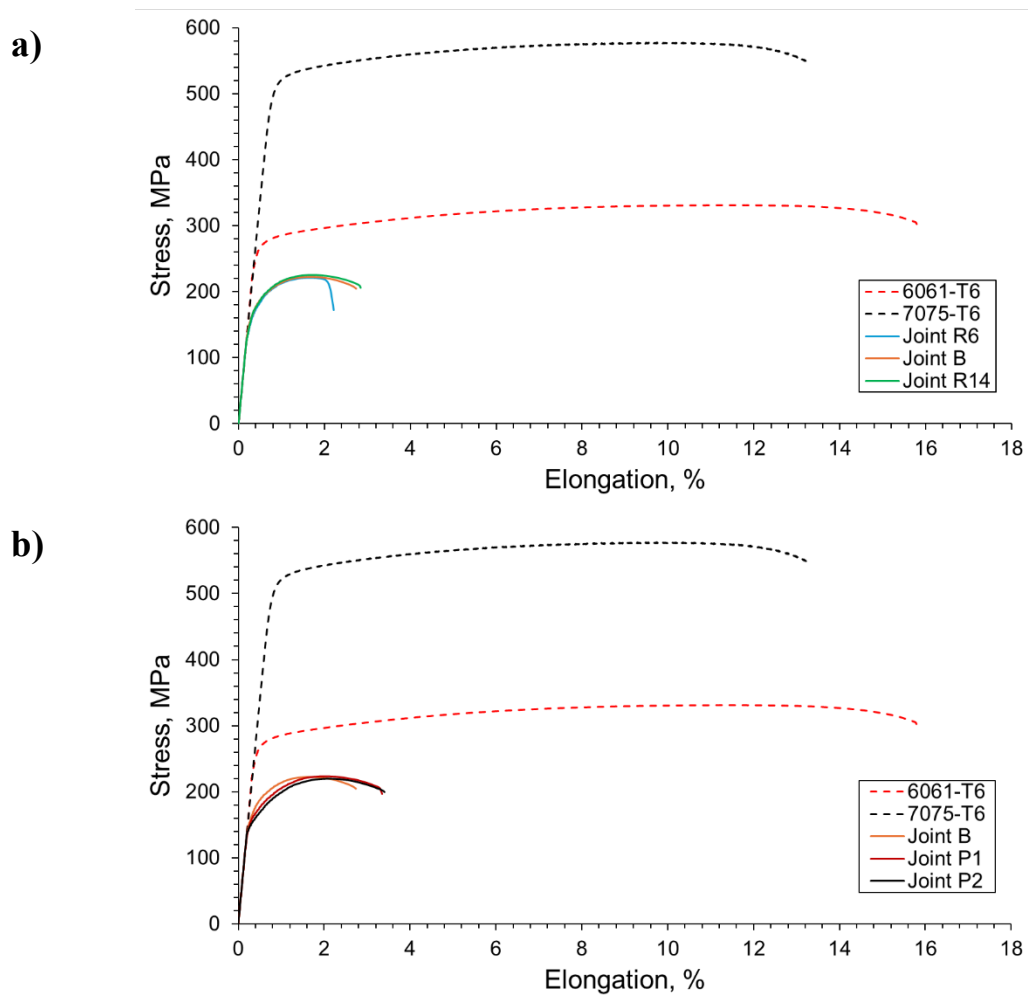 a)
600
500
400
300
200
100
0
Stress, MPa
0 2 4 6 8 10 12 14 16 18
Elongation, %
6061-T6
7075-T6
Joint R6
Joint B
Joint R14
b)
600
500
400
300
200
100
0
Stress, MPa
0 2 4 6 8 10 12 14 16 18
Elongation, %
6061-T6
7075-T6
Joint B
Joint P1
Joint P2